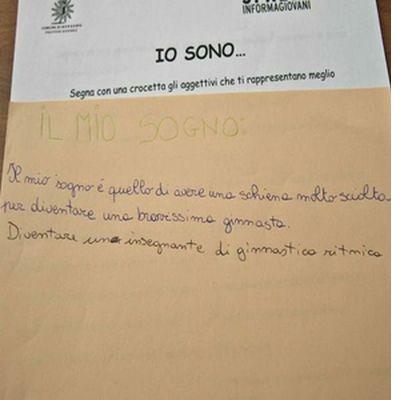 INFORMAGIOVANI
IO SONO...
Segna con una crocetta gli aggettivi che ti rappresentano meglio
IL MIO SOGNO:
Il mio sogno é quello di avere una schiena molto sciolta
per diventare una bravissima ginnasta.
Diventare un insegnante di ginnastica ritmica